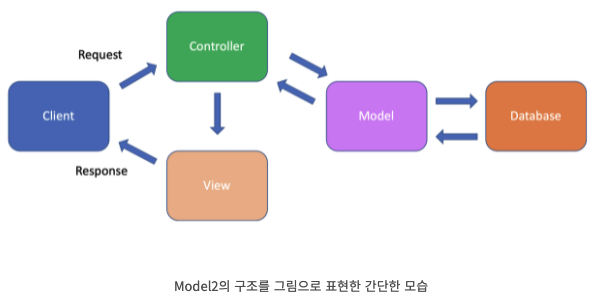 Request
Controller
Client
Model
Database
Response
View
Model2의 구조를 그림으로 표현한 간단한 모습